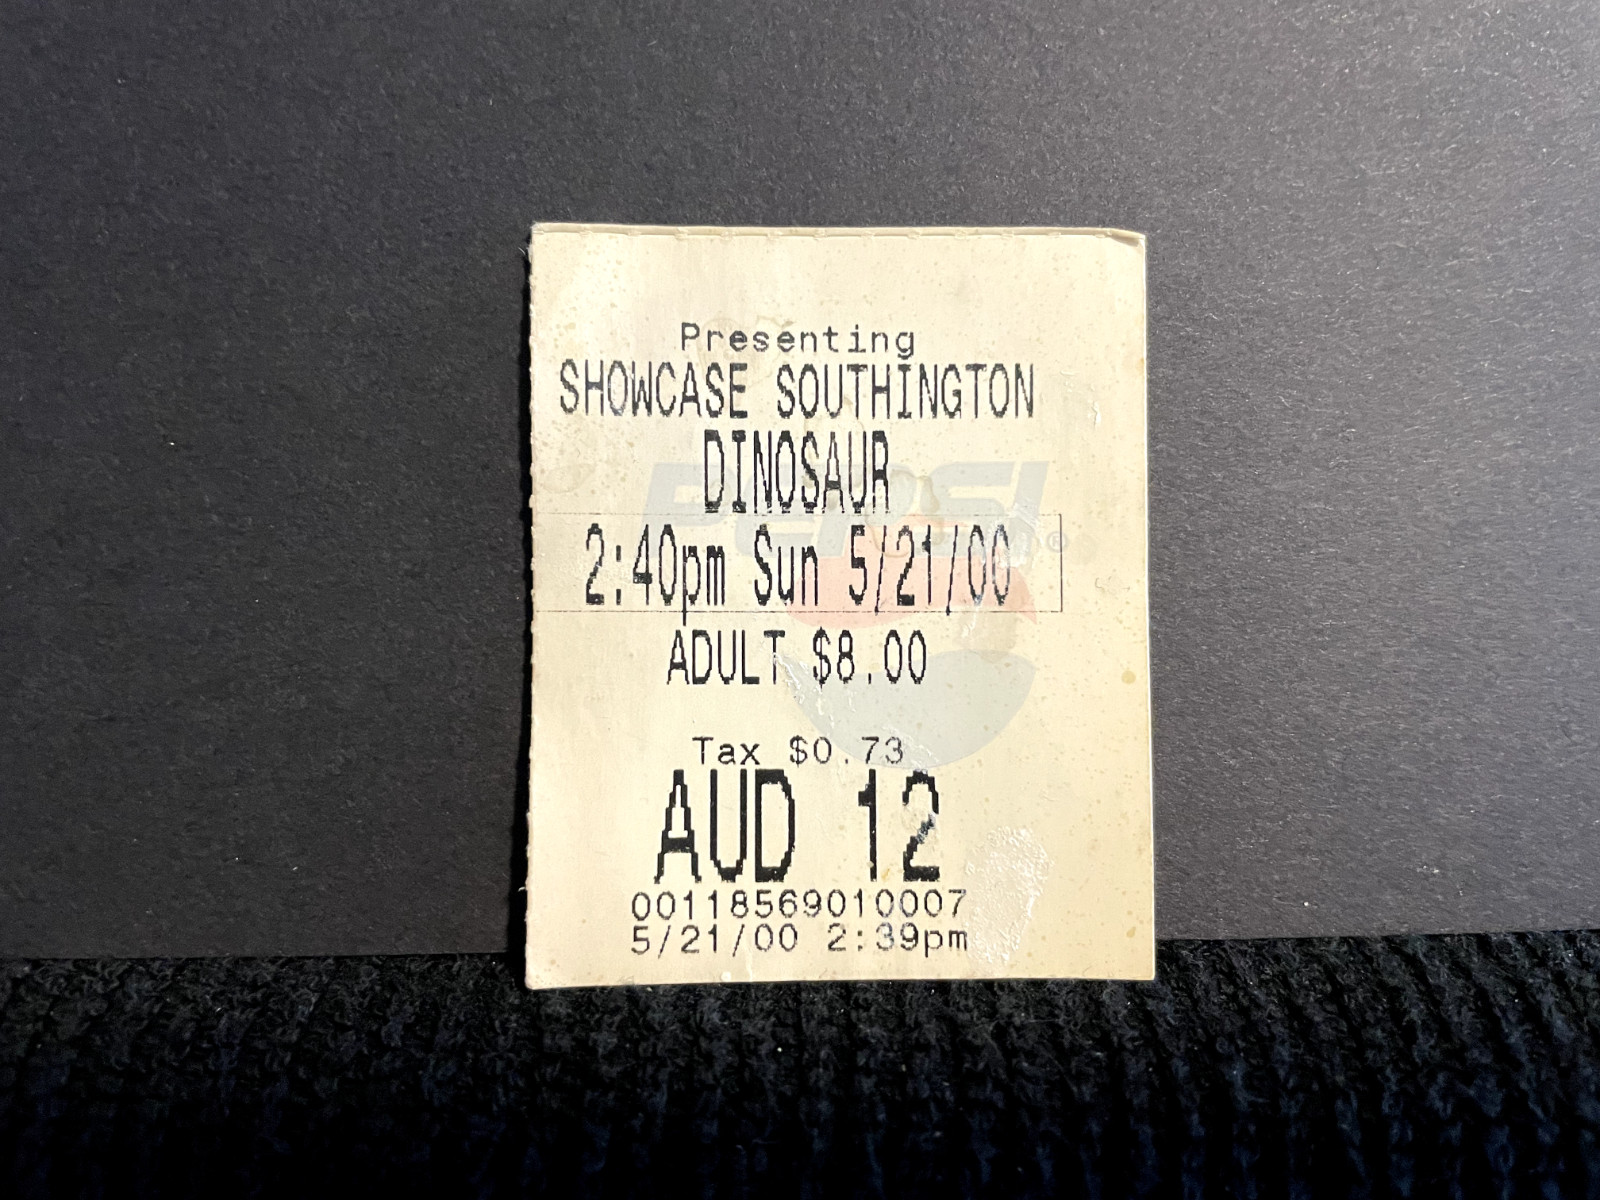 Presenting
SHOWCASE SOUTHINGTON
DINOSAUR
PEPSI®
2:40pm Sun 5/21/00
ADULT $8.00
Tax $0.73
AUD 12
00118569010007
5/21/00 2:39pm